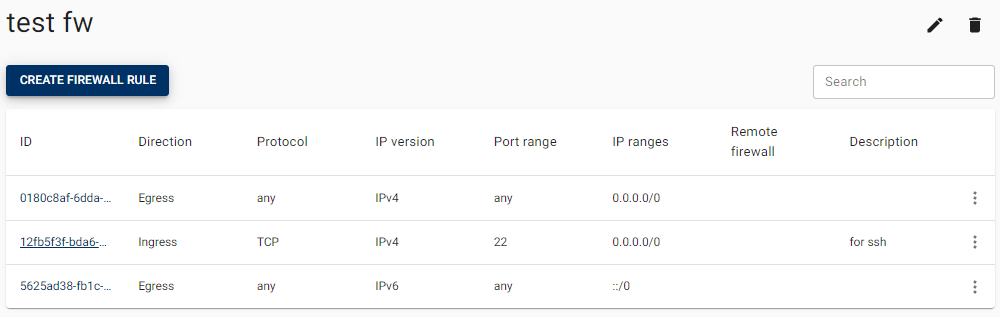 test fw
CREATE FIREWALL RULE
Search
ID Direction Protocol IP version Port range IP ranges Remote firewall Description
0180c8af-6dda-... Egress any IPv4 any 0.0.0.0/0
12fb5f3f-bda6-... Ingress TCP IPv4 22 0.0.0.0/0 for ssh
5625ad38-fb1c-... Egress any IPv6 any ::/0